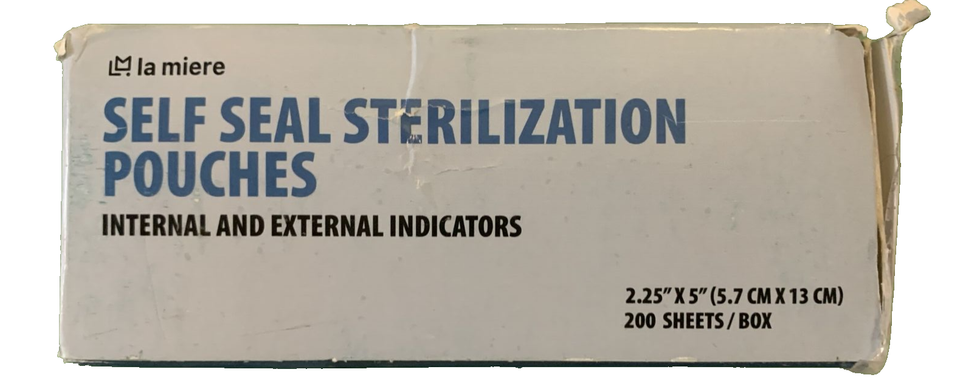 la miere
SELF SEAL STERILIZATION
POUCHES
INTERNAL AND EXTERNAL INDICATORS
2.25” X 5” (5.7 CM X 13 CM)
200 SHEETS / BOX